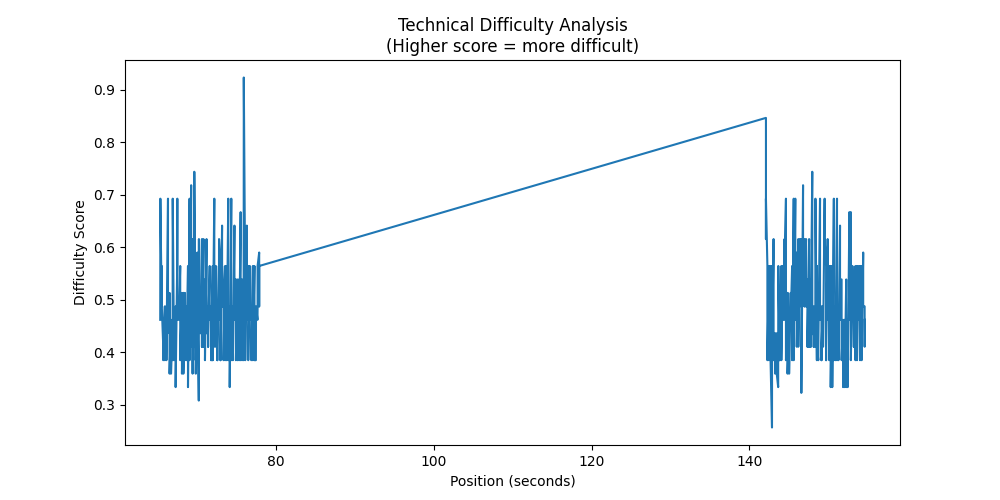 Technical Difficulty Analysis
(Higher score = more difficult)
Difficulty Score
0.9
0.8
0.7
0.6
0.5
0.4
0.3
80
100
120
140
Position (seconds)